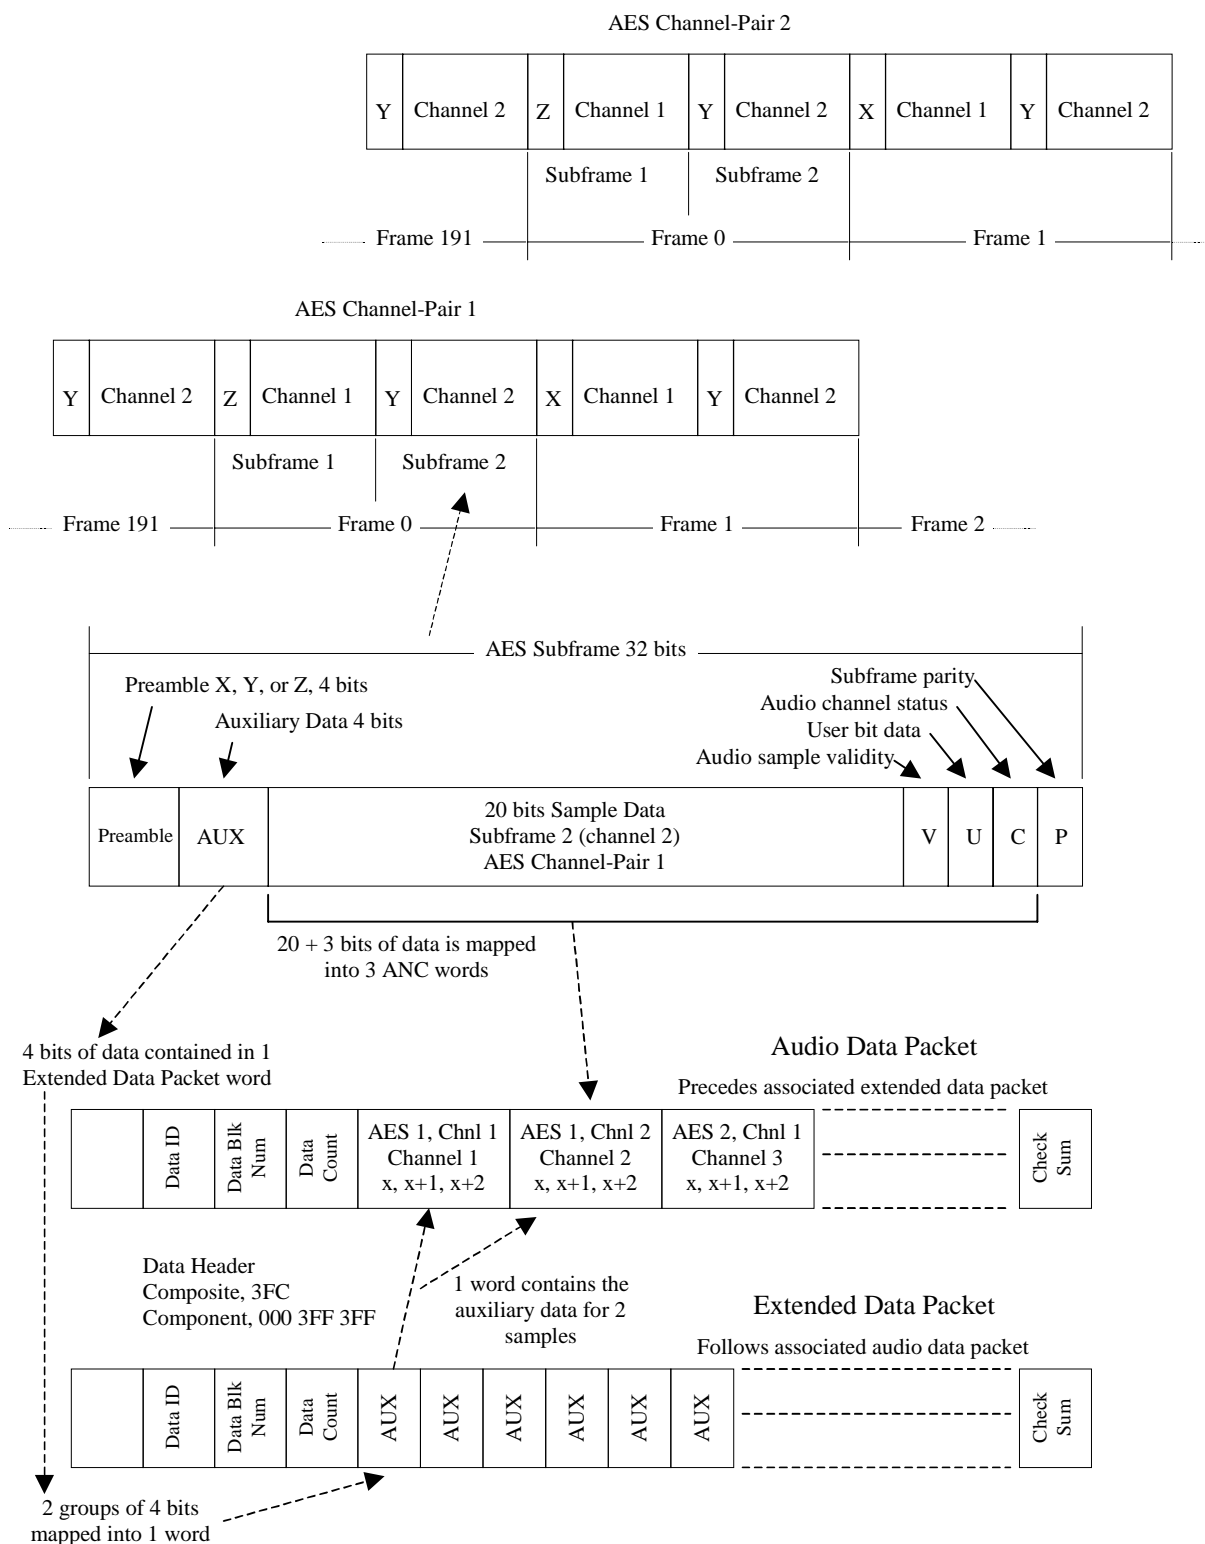 AES Channel-Pair 2
Y Channel 2 Z Channel 1 Y Channel 2 X Channel 1 Y Channel 2
Subframe 1 Subframe 2
Frame 191 Frame 0 Frame 1
AES Channel-Pair 1
Y Channel 2 Z Channel 1 Y Channel 2 X Channel 1 Y Channel 2
Subframe 1 Subframe 2
Frame 191 Frame 0 Frame 1 Frame 2
AES Subframe 32 bits
Preamble X, Y, or Z, 4 bits
Auxiliary Data 4 bits
Subframe parity
Audio channel status
User bit data
Audio sample validity
Preamble AUX
20 bits Sample Data
Subframe 2 (channel 2)
AES Channel-Pair 1
V U C P
20 + 3 bits of data is mapped
into 3 ANC words
4 bits of data contained in 1
Extended Data Packet word
Audio Data Packet
Precedes associated extended data packet
Data ID
Data Blk
Num
Data
Count
AES 1, Chnl 1
Channel 1
x, x+1, x+2
AES 1, Chnl 2
Channel 2
x, x+1, x+2
AES 2, Chnl 1
Channel 3
x, x+1, x+2
Check
Sum
Data Header
Composite, 3FC
Component, 000 3FF 3FF
1 word contains the
auxiliary data for 2
samples
Extended Data Packet
Follows associated audio data packet
Data ID
Data Blk
Num
Data
Count
AUX AUX AUX AUX AUX AUX
Check
Sum
2 groups of 4 bits
mapped into 1 word